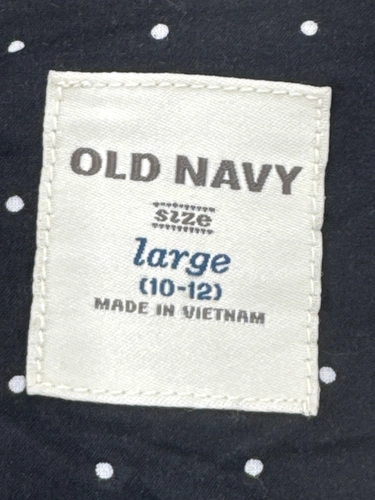 OLD NAVY
size
large
(10-12)
MADE IN VIETNAM